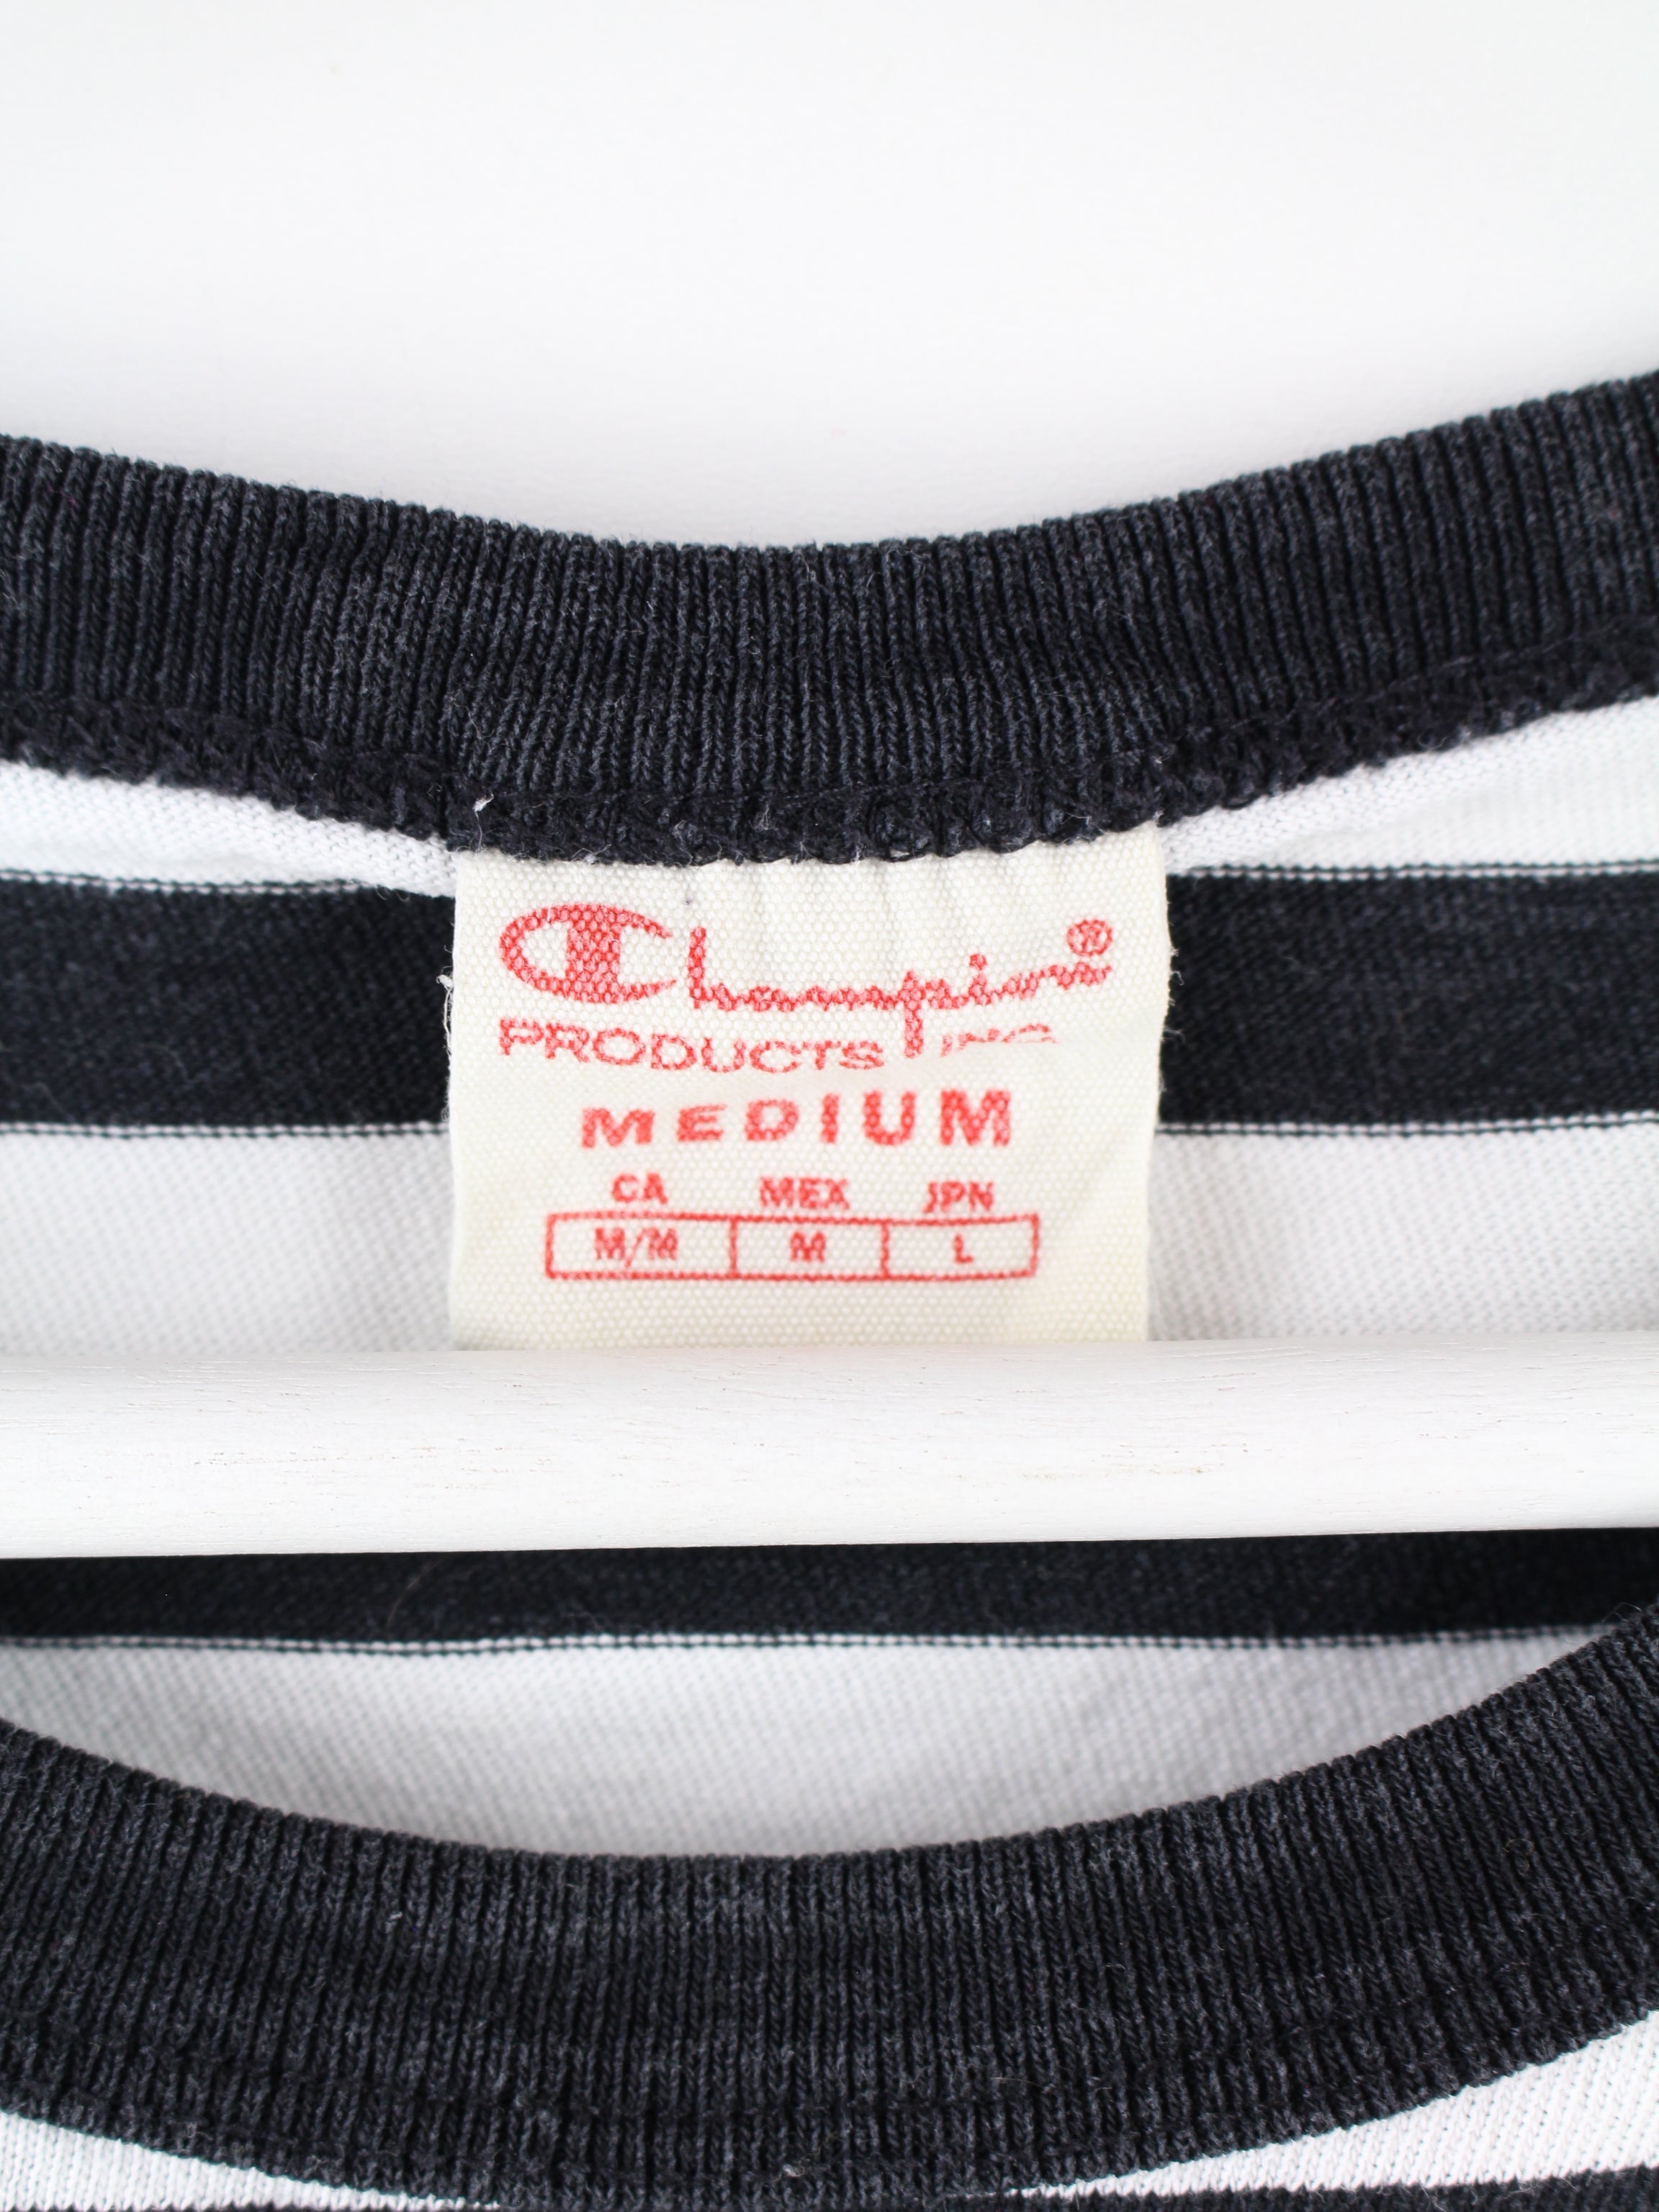 Champion®
PRODUCTS INC
MEDIUM
CA MEX JPN
M/M M L